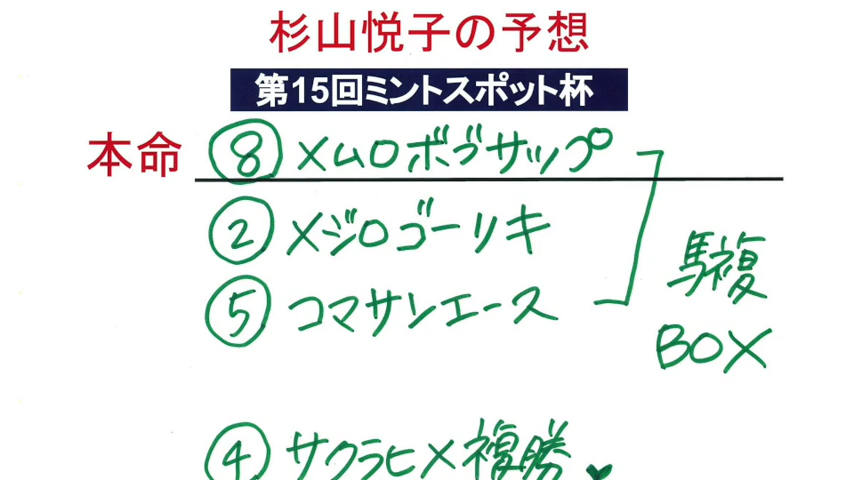 杉山悦子の予想
第15回ミントスポット杯
本命 ⑧ メムロボブサップ
② メジロゴーリキ
⑤ コマサンエース
馬複
BOX
④ サクラヒメ複勝